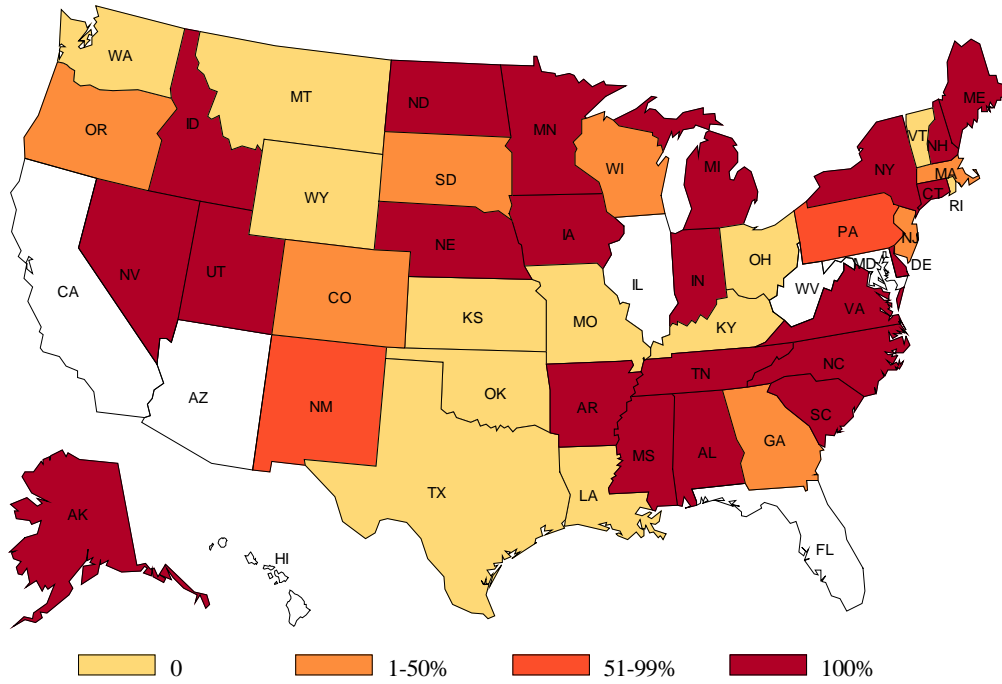 WA
MT
ND
MN
ME
OR
ID
SD
WI
MI
VT
NH
NY
MA
CT
RI
WY
NE
IA
PA
NJ
NV
UT
CO
IL
IN
OH
MD
DE
WV
CA
KS
MO
KY
VA
AZ
NM
OK
AR
TN
NC
SC
TX
LA
MS
AL
GA
AK
HI
FL
0
1-50%
51-99%
100%